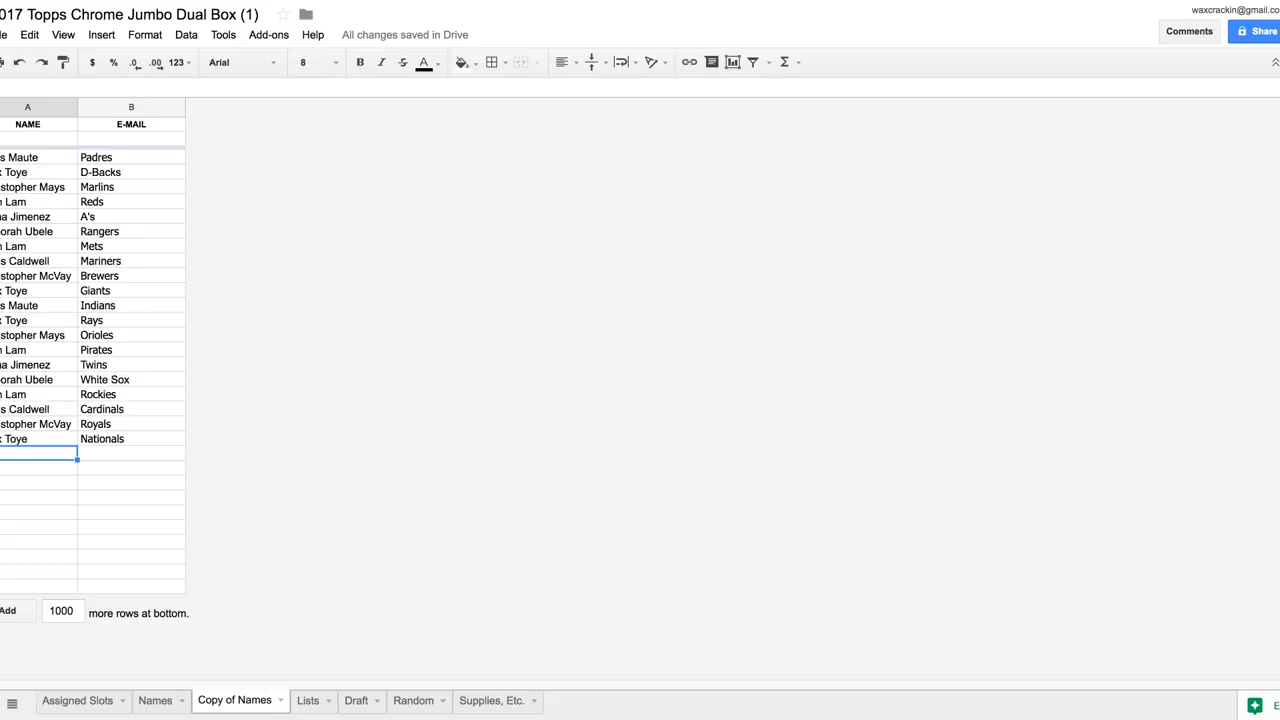 017 Topps Chrome Jumbo Dual Box (1)
waxcrackin@gmail.co
le Edit View Insert Format Data Tools Add-ons Help All changes saved in Drive
Comments Share
$ % .0 .00 123 Arial 8 B I S A Σ
A B
NAME E-MAIL
s Maute Padres
x Toye D-Backs
stopher Mays Marlins
n Lam Reds
na Jimenez A's
orah Ubele Rangers
n Lam Mets
s Caldwell Mariners
stopher McVay Brewers
x Toye Giants
s Maute Indians
x Toye Rays
stopher Mays Orioles
n Lam Pirates
na Jimenez Twins
orah Ubele White Sox
n Lam Rockies
s Caldwell Cardinals
stopher McVay Royals
x Toye Nationals
Add 1000 more rows at bottom.
Assigned Slots Names Copy of Names Lists Draft Random Supplies, Etc.
E